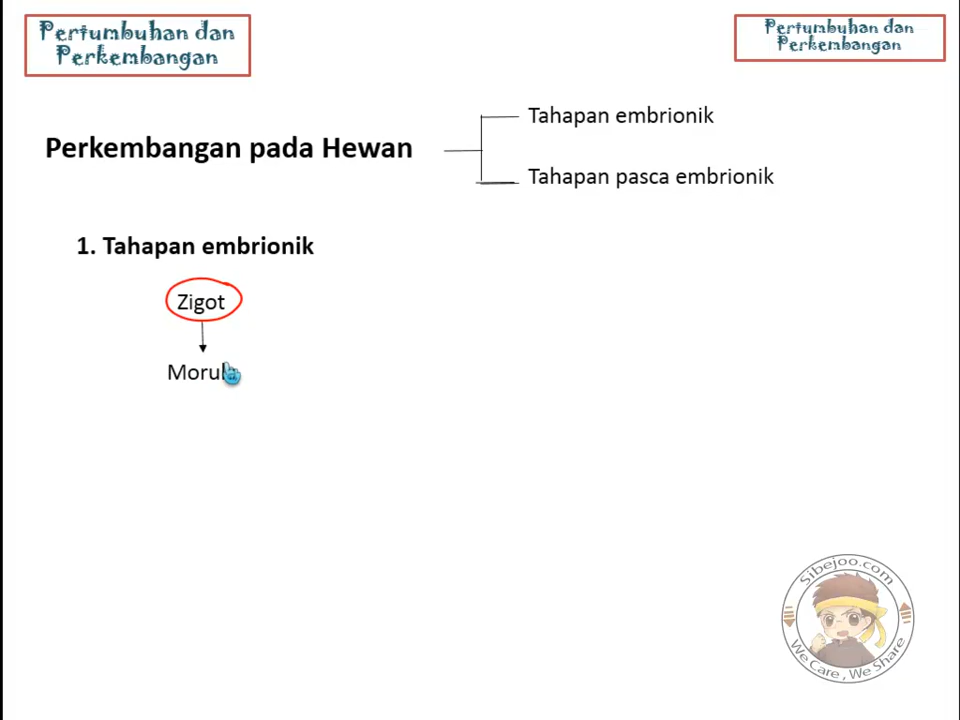 Pertumbuhan dan
Perkembangan
Pertumbuhan dan
Perkembangan
Perkembangan pada Hewan
Tahapan embrionik
Tahapan pasca embrionik
1. Tahapan embrionik
Zigot
Morula
Sibejoo.com
We Care , We Share